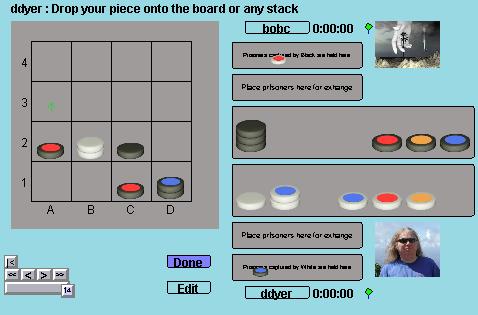 ddyer : Drop your piece onto the board or any stack
bobc 0:00:00
Prisoners captured by Black are held here
Place prisoners here for exhange
4
3
2
1
A B C D
Place prisoners here for exhange
Prisoners captured by White are held here
Done
|<
<< < > >>
14
Edit
ddyer 0:00:00